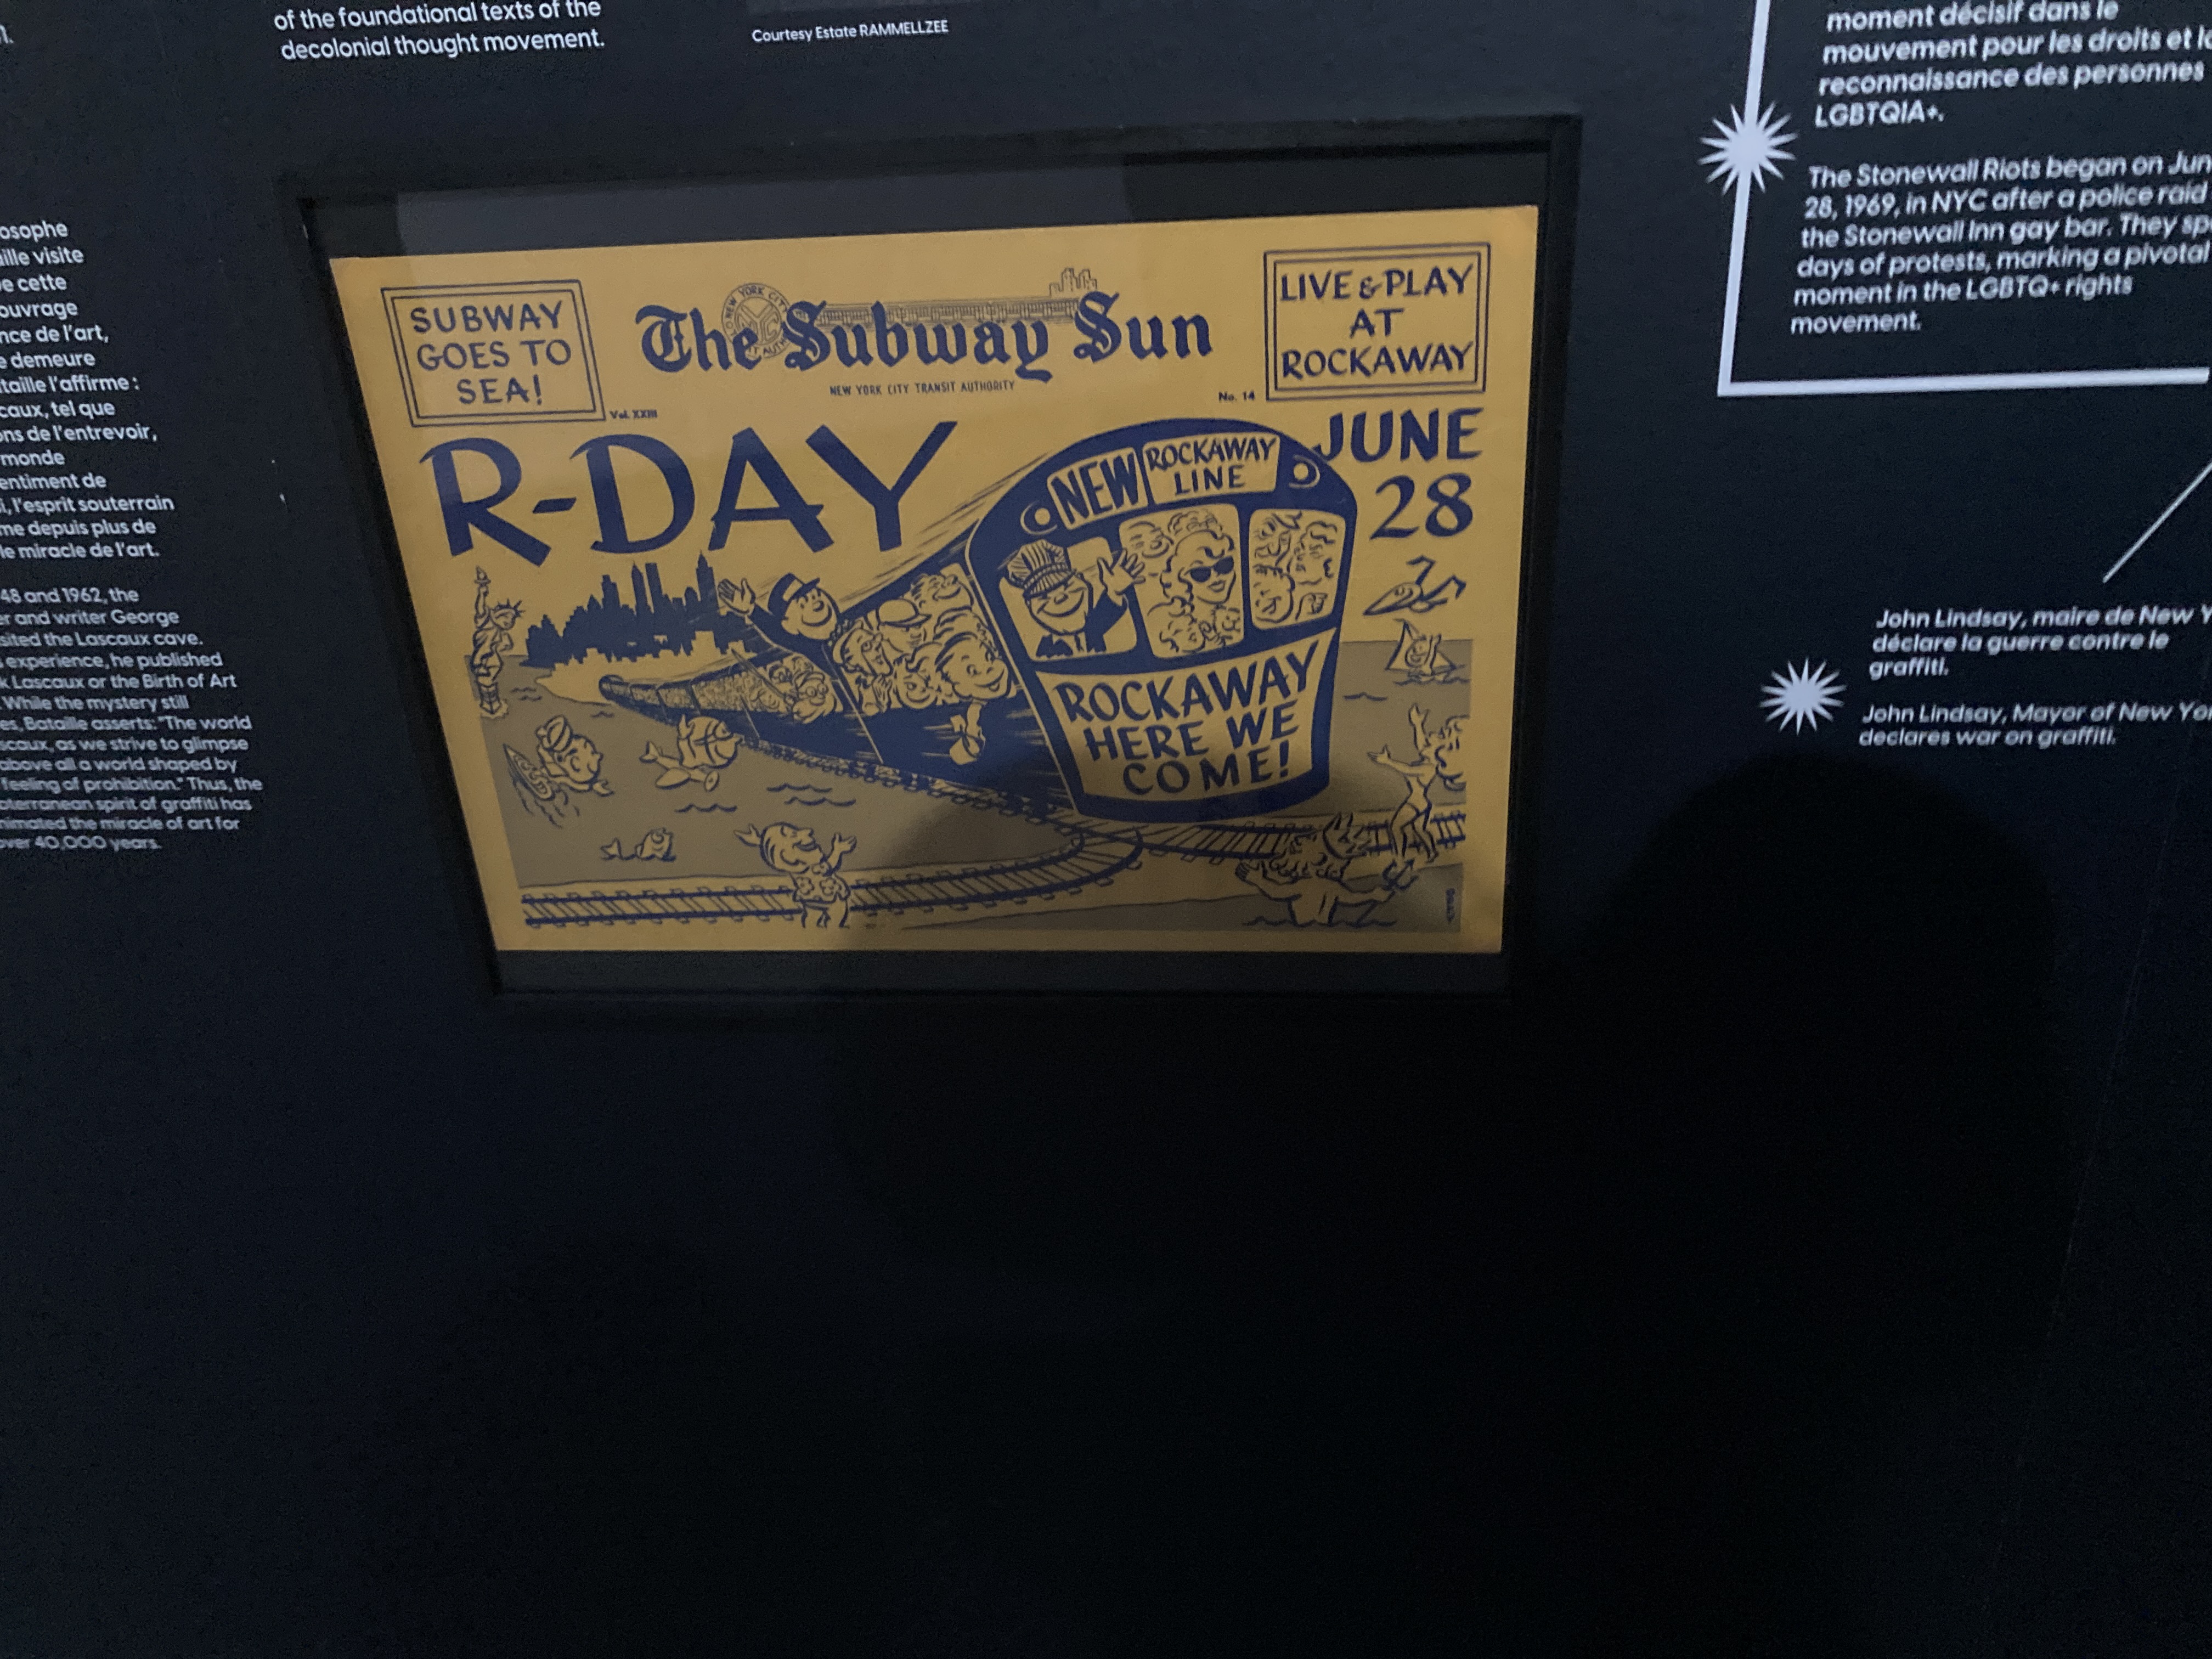 of the foundational texts of the
decolonial thought movement.
Courtesy Estate RAMMELLZEE
osophe
aille visite
e cette
ouvrage
nce de l'art,
e demeure
taille l'affirme :
caux, tel que
ns de l'entrevoir,
monde
entiment de
i, l'esprit souterrain
me depuis plus de
le miracle de l'art.
48 and 1962, the
er and writer George
sited the Lascaux cave.
experience, he published
k Lascaux or the Birth of Art
. While the mystery still
es, Bataille asserts: "The world
scaux, as we strive to glimpse
above all a world shaped by
feeling of prohibition." Thus, the
bterranean spirit of graffiti has
nimated the miracle of art for
over 40,000 years.
SUBWAY
GOES TO
SEA!
The Subway Sun
NEW YORK CITY TRANSIT AUTHORITY
Vol. XXIII
No. 14
LIVE & PLAY
AT
ROCKAWAY
R-DAY
JUNE
28
NEW ROCKAWAY
LINE
ROCKAWAY
HERE WE
COME!
moment décisif dans le
mouvement pour les droits et la
reconnaissance des personnes
LGBTQIA+.
The Stonewall Riots began on Jun
28, 1969, in NYC after a police raid
the Stonewall Inn gay bar. They sp
days of protests, marking a pivotal
moment in the LGBTQ+ rights
movement.
John Lindsay, maire de New Y
déclare la guerre contre le
graffiti.
John Lindsay, Mayor of New Yor
declares war on graffiti.